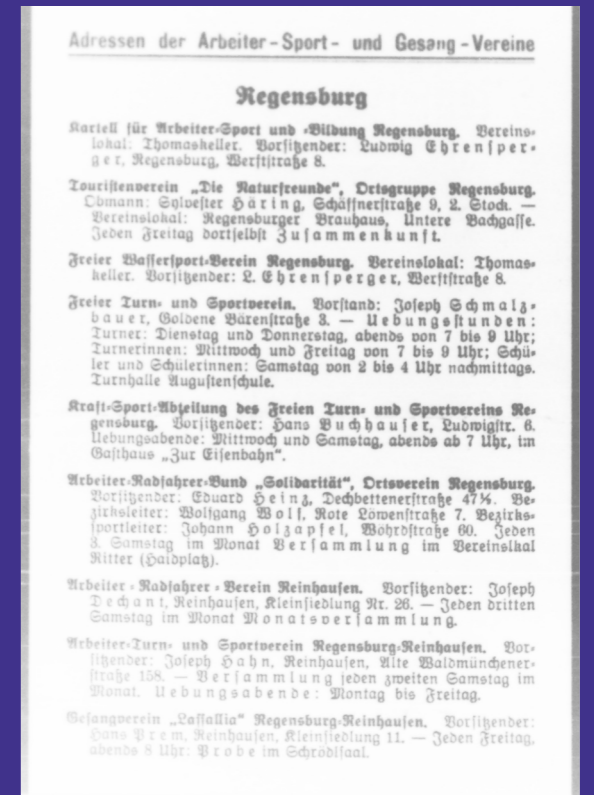 Adressen der Arbeiter-Sport- und Gesang-Vereine
Regensburg
Kartell für Arbeiter-Sport und -Bildung Regensburg. Vereins-
lokal: Thomaskeller. Vorsitzender: Ludwig Ehrensper-
ger, Regensburg, Werftstraße 8.
Touristenverein „Die Naturfreunde“, Ortsgruppe Regensburg.
Obmann: Sylvester Häring, Schäffnerstraße 9, 2. Stock. —
Vereinslokal: Regensburger Brauhaus, Untere Bachgasse.
Jeden Freitag dortselbst Zusammenkunft.
Freier Wassersport-Verein Regensburg. Vereinslokal: Thomas-
keller. Vorsitzender: L. Ehrensperger, Werftstraße 8.
Freier Turn- und Sportverein. Vorstand: Joseph Schmalz-
bauer, Goldene Bärenstraße 3. — Uebungsstunden:
Turner: Dienstag und Donnerstag, abends von 7 bis 9 Uhr;
Turnerinnen: Mittwoch und Freitag von 7 bis 9 Uhr; Schü-
ler und Schülerinnen: Samstag von 2 bis 4 Uhr nachmittags.
Turnhalle Augustenschule.
Kraft-Sport-Abteilung des Freien Turn- und Sportvereins Re-
gensburg. Vorsitzender: Hans Buchhauser, Ludwigstr. 6.
Uebungsabende: Mittwoch und Samstag, abends ab 7 Uhr, im
Gasthaus „Zur Eisenbahn“.
Arbeiter-Radfahrer-Bund „Solidarität“, Ortsverein Regensburg.
Vorsitzender: Eduard Heinz, Dechbettenerstraße 47½. Be-
zirksleiter: Wolfgang Wolf, Rote Löwenstraße 7. Bezirks-
sportleiter: Johann Holzapfel, Wöhrdstraße 60. Jeden
3. Samstag im Monat Versammlung im Vereinslkal
Ritter (Haidplatz).
Arbeiter-Radfahrer-Verein Reinhausen. Vorsitzender: Joseph
Dechant, Reinhausen, Kleinsiedlung Nr. 26. — Jeden dritten
Samstag im Monat Monatsversammlung.
Arbeiter-Turn- und Sportverein Regensburg-Reinhausen. Vor-
sitzender: Joseph Hahn, Reinhausen, Alte Waldmünchener-
straße 158. — Versammlung jeden zweiten Samstag im
Monat. Uebungsabende: Montag bis Freitag.
Gesangverein „Lassallia“ Regensburg-Reinhausen. Vorsitzender:
Hans Prem, Reinhausen, Kleinsiedlung 11. — Jeden Freitag,
abends 8 Uhr: Probe im Schrödlsaal.